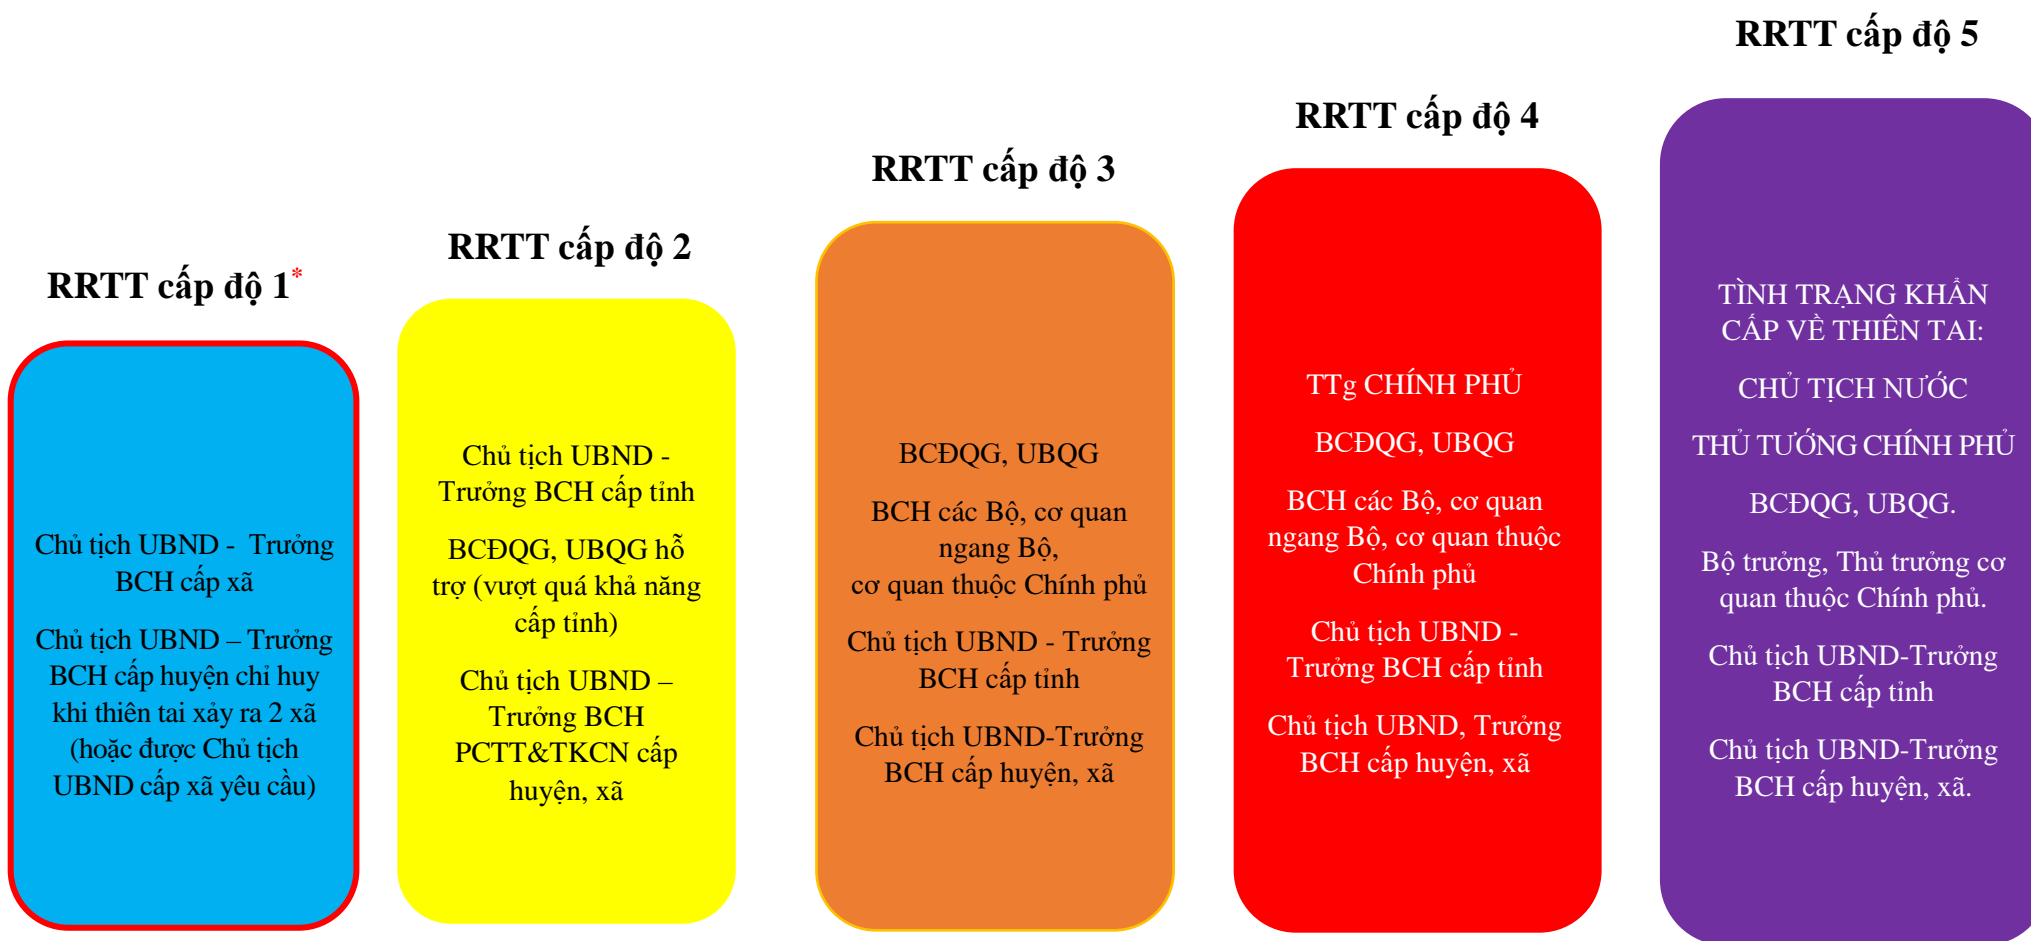 RRTT cấp độ 1*
Chủ tịch UBND - Trưởng
BCH cấp xã
Chủ tịch UBND – Trưởng
BCH cấp huyện chỉ huy
khi thiên tai xảy ra 2 xã
(hoặc được Chủ tịch
UBND cấp xã yêu cầu)
RRTT cấp độ 2
Chủ tịch UBND -
Trưởng BCH cấp tỉnh
BCĐQG, UBQG hỗ
trợ (vượt quá khả năng
cấp tỉnh)
Chủ tịch UBND –
Trưởng BCH
PCTT&TKCN cấp
huyện, xã
RRTT cấp độ 3
BCĐQG, UBQG
BCH các Bộ, cơ quan
ngang Bộ,
cơ quan thuộc Chính phủ
Chủ tịch UBND - Trưởng
BCH cấp tỉnh
Chủ tịch UBND-Trưởng
BCH cấp huyện, xã
RRTT cấp độ 4
TTg CHÍNH PHỦ
BCĐQG, UBQG
BCH các Bộ, cơ quan
ngang Bộ, cơ quan thuộc
Chính phủ
Chủ tịch UBND -
Trưởng BCH cấp tỉnh
Chủ tịch UBND, Trưởng
BCH cấp huyện, xã
RRTT cấp độ 5
TÌNH TRẠNG KHẨN
CẤP VỀ THIÊN TAI:
CHỦ TỊCH NƯỚC
THỦ TƯỚNG CHÍNH PHỦ
BCĐQG, UBQG.
Bộ trưởng, Thủ trưởng cơ
quan thuộc Chính phủ.
Chủ tịch UBND-Trưởng
BCH cấp tỉnh
Chủ tịch UBND-Trưởng
BCH cấp huyện, xã.